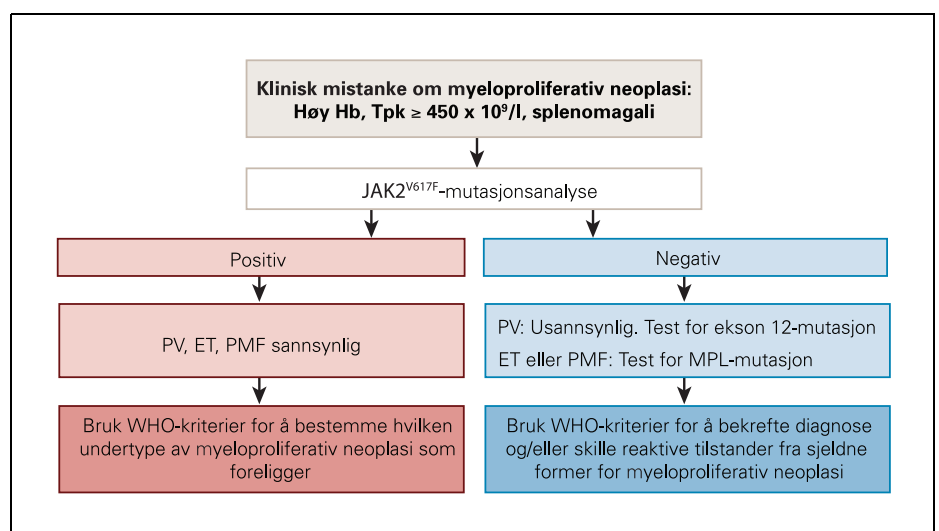 Klinisk mistanke om myeloproliferativ neoplasi:
Høy Hb, Tpk ≥ 450 x 10⁹/l, splenomagali
JAK2ⱽ⁶¹⁷ᶠ-mutasjonsanalyse
Positiv
Negativ
PV, ET, PMF sannsynlig
PV: Usannsynlig. Test for ekson 12-mutasjon
ET eller PMF: Test for MPL-mutasjon
Bruk WHO-kriterier for å bestemme hvilken
undertype av myeloproliferativ neoplasi som
foreligger
Bruk WHO-kriterier for å bekrefte diagnose
og/eller skille reaktive tilstander fra sjeldne
former for myeloproliferativ neoplasi